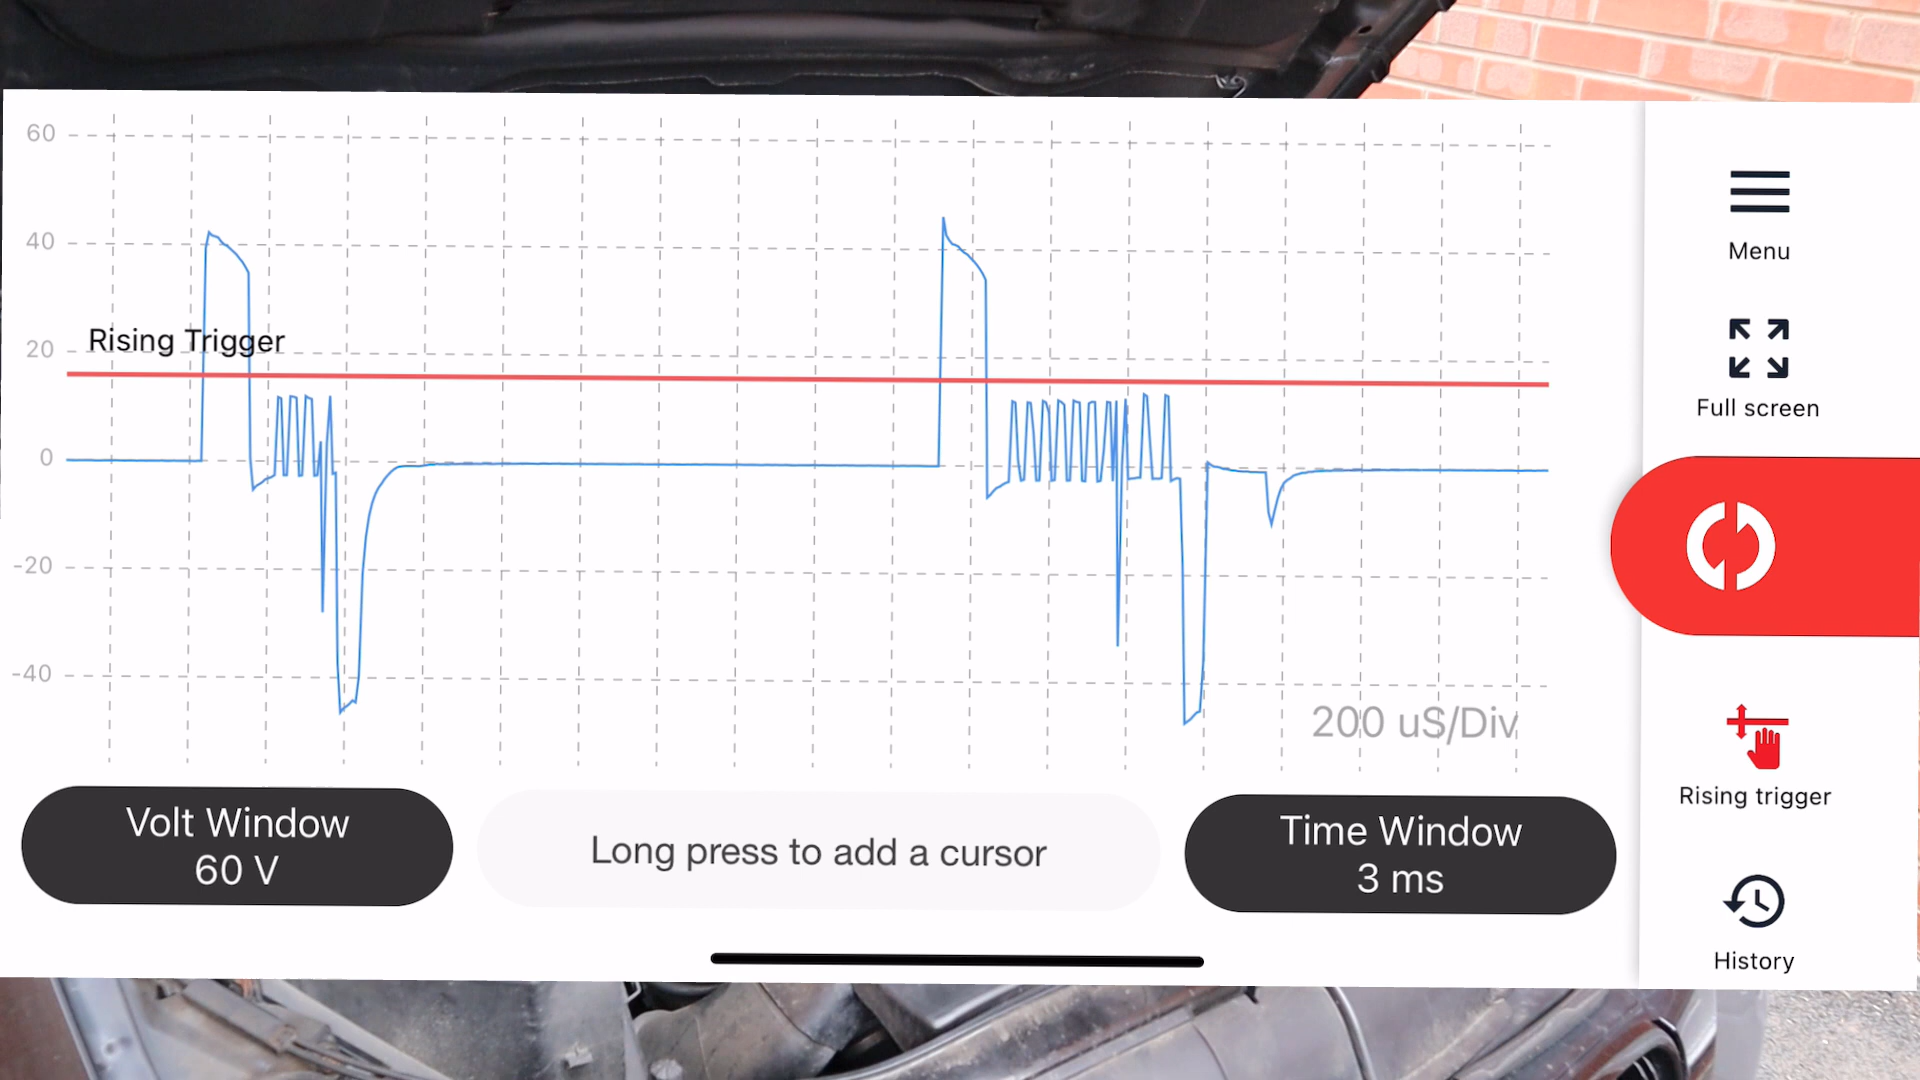 60
40
Rising Trigger
20
0
-20
-40
200 uS/Div
Volt Window
60 V
Long press to add a cursor
Time Window
3 ms
Menu
Full screen
Rising trigger
History